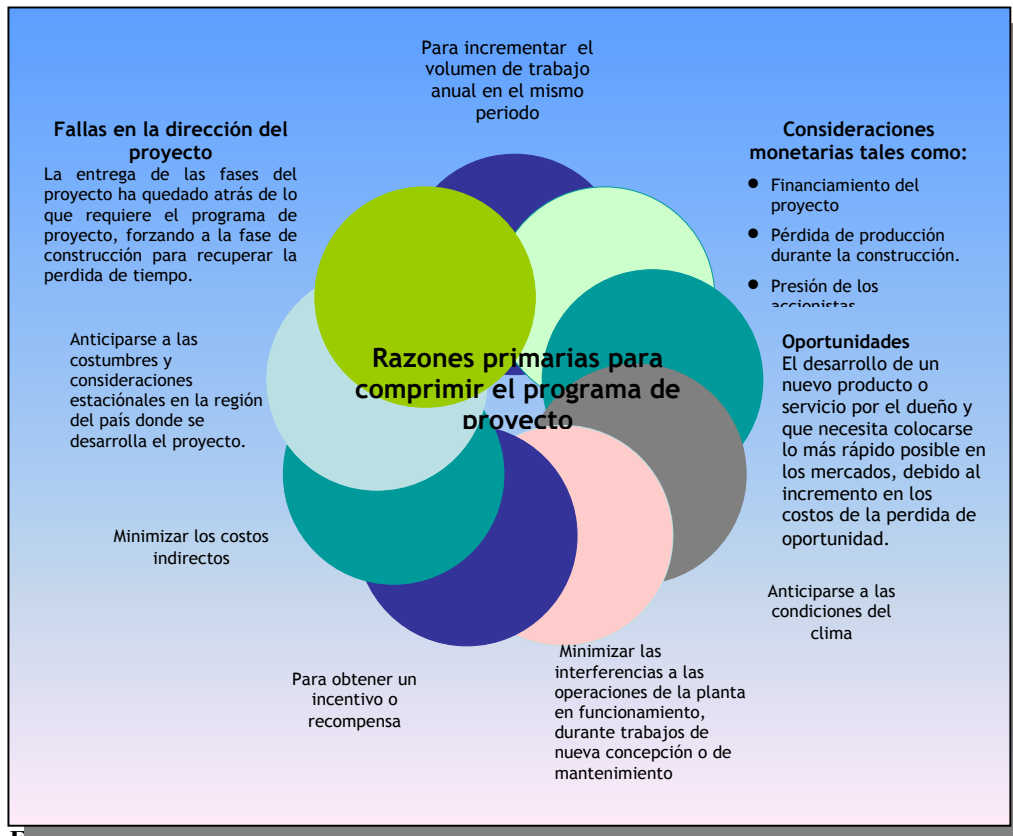 Para incrementar el
volumen de trabajo
anual en el mismo
periodo
Fallas en la dirección del
proyecto
La entrega de las fases del
proyecto ha quedado atrás de lo
que requiere el programa de
proyecto, forzando a la fase de
construcción para recuperar la
perdida de tiempo.
Consideraciones
monetarias tales como:
• Financiamiento del
proyecto
• Pérdida de producción
durante la construcción.
• Presión de los
accionistas
Anticiparse a las
costumbres y
consideraciones
estaciónales en la región
del país donde se
desarrolla el proyecto.
Razones primarias para
comprimir el programa de
proyecto
Oportunidades
El desarrollo de un
nuevo producto o
servicio por el dueño y
que necesita colocarse
lo más rápido posible en
los mercados, debido al
incremento en los
costos de la perdida de
oportunidad.
Minimizar los costos
indirectos
Anticiparse a las
condiciones del
clima
Para obtener un
incentivo o
recompensa
Minimizar las
interferencias a las
operaciones de la planta
en funcionamiento,
durante trabajos de
nueva concepción o de
mantenimiento